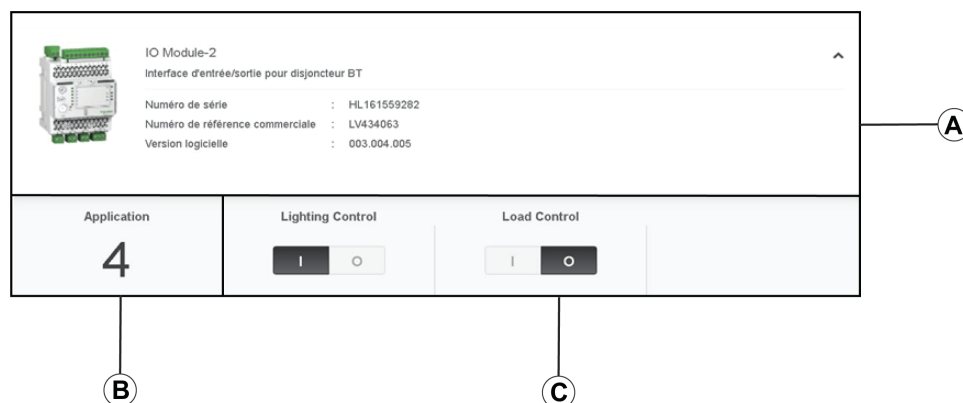 IO Module-2
Interface d'entrée/sortie pour disjoncteur BT
Numéro de série : HL161559282
Numéro de référence commerciale : LV434063
Version logicielle : 003.004.005
A
Application
Lighting Control
Load Control
4
I O
I O
B
C